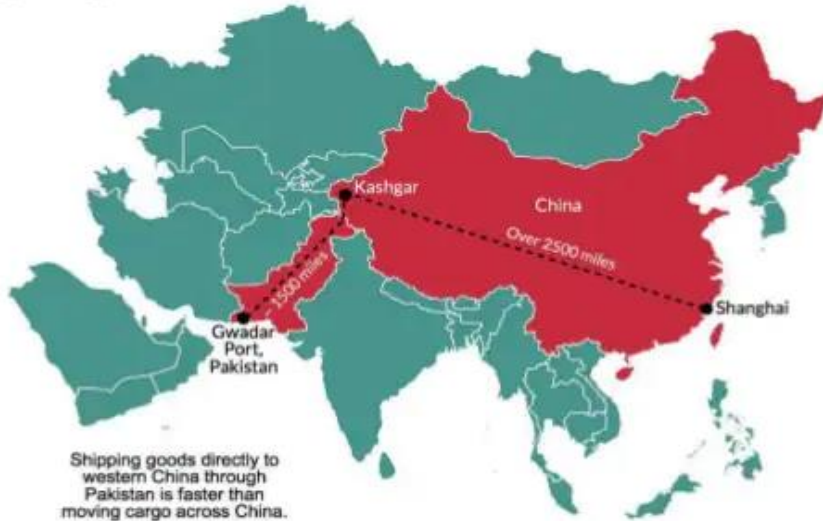 Kashgar
China
Over 2500 miles
~ 1500 miles
Shanghai
Gwadar
Port,
Pakistan
Shipping goods directly to
western China through
Pakistan is faster than
moving cargo across China.